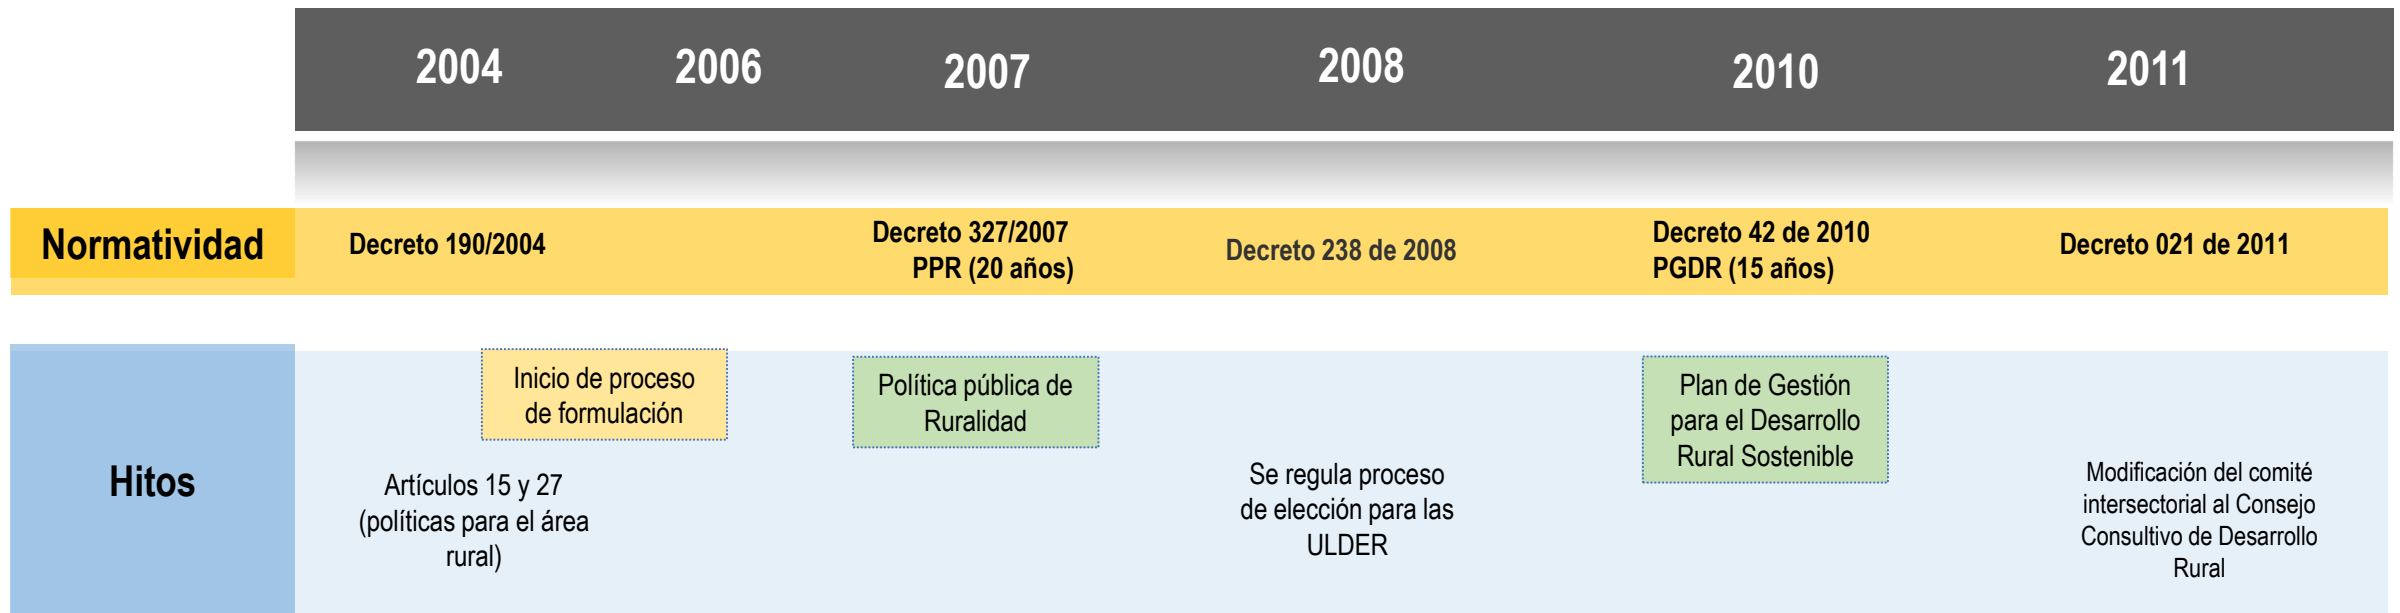 2004
2006
2007
2008
2010
2011
Normatividad
Decreto 190/2004
Decreto 327/2007
PPR (20 años)
Decreto 238 de 2008
Decreto 42 de 2010
PGDR (15 años)
Decreto 021 de 2011
Hitos
Inicio de proceso
de formulación
Artículos 15 y 27
(políticas para el área
rural)
Política pública de
Ruralidad
Se regula proceso
de elección para las
ULDER
Plan de Gestión
para el Desarrollo
Rural Sostenible
Modificación del comité
intersectorial al Consejo
Consultivo de Desarrollo
Rural